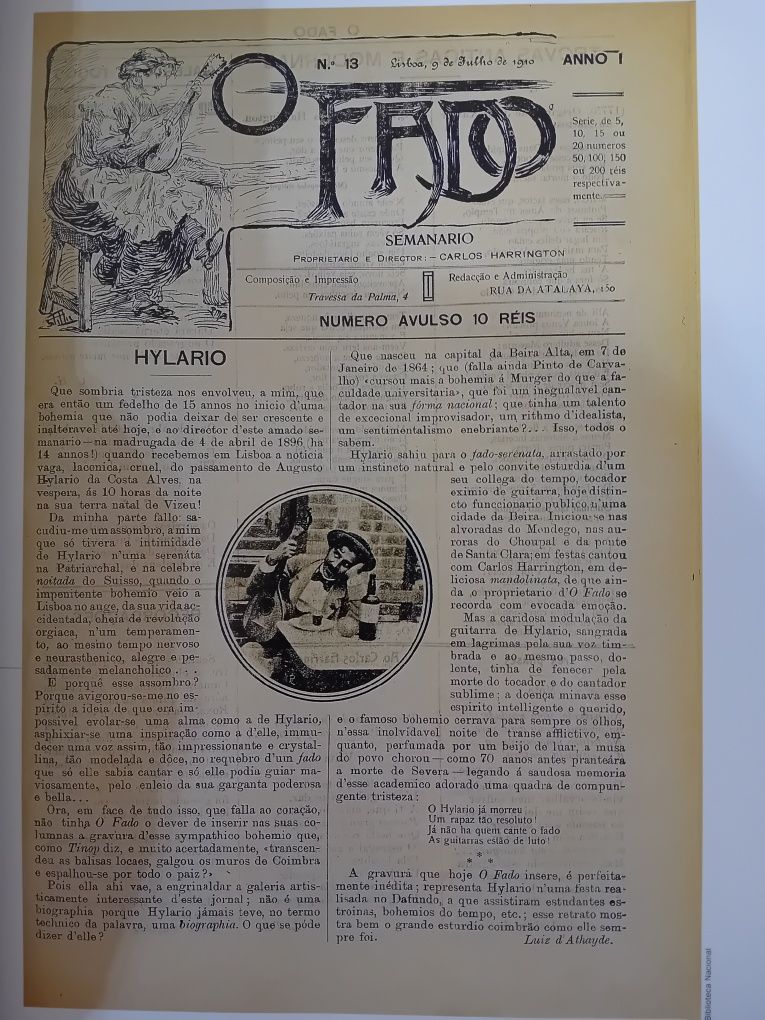 N.º 13
Lisboa, 9 de Julho de 1910
ANNO I
O FADO
Serie, de 5,
10, 15 ou
20 numeros
50, 100, 150
ou 200 réis
respectiva-
mente.
SEMANARIO
PROPRIETARIO E DIRECTOR: — CARLOS HARRINGTON
Composição e Impressão
Travessa da Palma, 4
Redacção e Administração
RUA DA ATALAYA, 150
NUMERO AVULSO 10 RÉIS
HYLARIO
Que sombria tristeza nos envolveu, a mim, que
era então um fedelho de 15 annos no inicio d'uma
bohemia que não podia deixar de ser crescente e
inalteravel até hoje, e ao director d'este amado se-
manario—na madrugada de 4 de abril de 1896 (ha
14 annos!) quando recebemos em Lisboa a noticia
vaga, laconica, cruel, do passamento de Augusto
Hylario da Costa Alves, na
vespera, ás 10 horas da noite
na sua terra natal de Vizeu!
Da minha parte fallo: sa-
cudiu-me um assombro, a mim
que só tivera a intimidade
de Hylario n'uma serenáta
na Patriarchal, e na celebre
noitada do Suisso, quando o
impenitente bohemio veio a
Lisboa no auge, da sua vida ac-
cidentada, cheia de revolução
orgiaca, n'um temperamen-
to, ao mesmo tempo nervoso
e neurasthenico, alegre e pe-
sadamente melancholico . . .
E porquê esse assombro?
Porque avigorou-se-me no es-
pirito a ideia de que era im-
possivel evolar-se uma alma como a de Hylario,
asphixiar-se uma inspiração como a d'elle, immu-
decer uma voz assim, tão impressionante e crystal-
lina, tão modelada e dôce, no requebro d'um fado
que só elle sabia cantar e só elle podia guiar ma-
viosamente, pelo enleio da sua garganta poderosa
e bella...
Ora, em face de tudo isso, que falla ao coração,
não tinha O Fado o dever de inserir nas suas co-
lumnas a gravura d'esse sympathico bohemio que,
como Tinop diz, e muito acertadamente, «transcen-
deu as balisas locaes, galgou os muros de Coimbra
e espalhou-se por todo o paiz?»
Pois ella ahi vae, a engrinaldar a galeria artis-
ticamente interessante d'este jornal; não é uma
biographia porque Hylario jámais teve, no termo
technico da palavra, uma biographia. O que se póde
dizer d'elle?
Que nasceu na capital da Beira Alta, em 7 de
Janeiro de 1864; que (falla ainda Pinto de Carva-
lho) «cursou mais a bohemia á Murger do que a fa-
culdade universitaria», que foi um inegualavel can-
tador na sua fórma nacional; que tinha um talento
de excecional improvisador, um rithmo d'idealista,
um sentimentalismo enebriante?... Isso, todos o
sabem.
Hylario sahiu para o fado-serenata, arrastado por
um instincto natural e pelo convite esturdia d'um
seu collega do tempo, tocador
eximio de guitarra, hoje distin-
cto funccionario publico n'uma
cidade da Beira. Iniciou-se nas
alvoradas do Mondego, nas au-
roras do Choupal e da ponte
de Santa Clara; em festas cantou
com Carlos Harrington, em de-
liciosa mandolinata, de que ain-
da o proprietario d'O Fado se
recorda com evocada emoção.
Mas a caridosa modulação da
guitarra de Hylario, sangrada
em lagrimas pela sua voz tim-
brada e ao mesmo passo, do-
lente, tinha de fenecer pela
morte do tocador e do cantador
sublime; a doença minava esse
espirito intelligente e querido,
e o famoso bohemio cerrava para sempre os olhos,
n'essa inolvidavel noite de transe afflictivo, em-
quanto, perfumada por um beijo de luar, a musa
do povo chorou—como 70 aanos antes pranteára
a morte de Severa—legando á saudosa memoria
d'esse academico adorado uma quadra de compun-
gente tristeza:
O Hylario já morreu
Um rapaz tão resoluto!
Já não ha quem cante o fado
As guitarras estão de luto!
* * *
A gravura que hoje O Fado insere, é perfeita-
mente inédita; representa Hylario n'uma festa rea-
lisada no Dafundo, a que assistiram estudantes es-
troinas, bohemios do tempo, etc.; esse retrato mos-
tra bem o grande esturdio coimbrão como elle sem-
pre foi.
Luiz d'Athayde.
Biblioteca Nacional